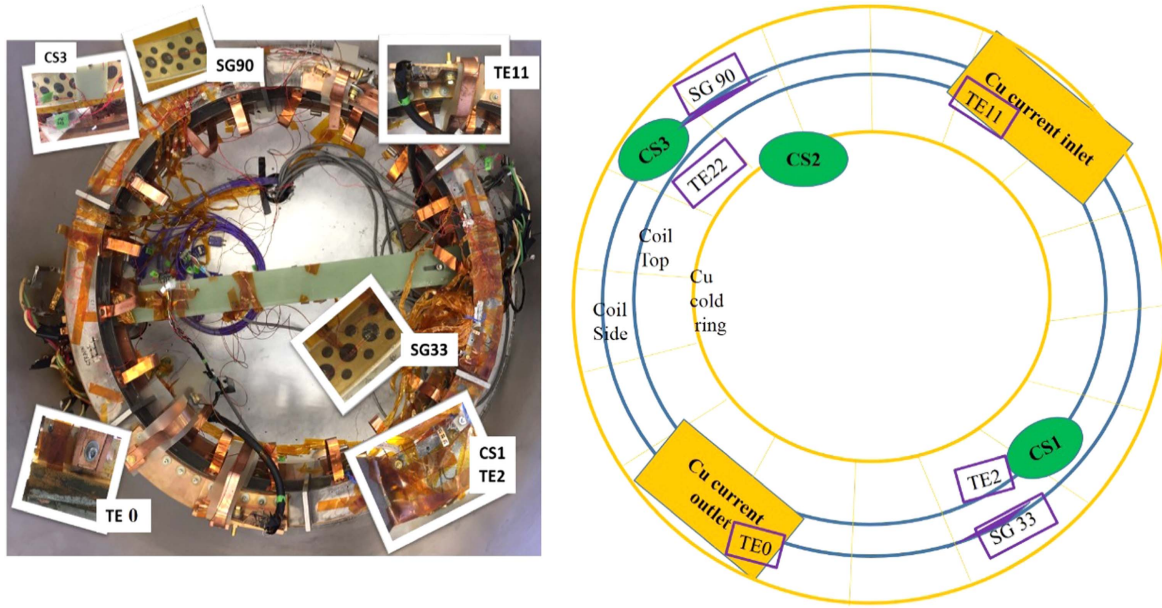 CS3
SG90
TE11
SG33
CS1
TE2
TE 0
SG 90
CS3
TE22
CS2
Cu current inlet
TE11
Coil
Top
Cu
cold
ring
Coil
Side
CS1
TE2
SG 33
Cu current
outlet
TE0